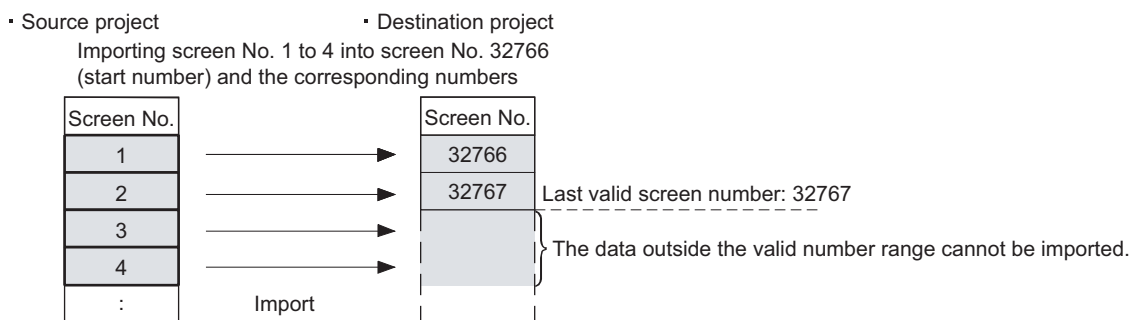 · Source project
· Destination project
Importing screen No. 1 to 4 into screen No. 32766
(start number) and the corresponding numbers
Screen No.
Screen No.
1
32766
2
32767
Last valid screen number: 32767
3
4
The data outside the valid number range cannot be imported.
:
Import